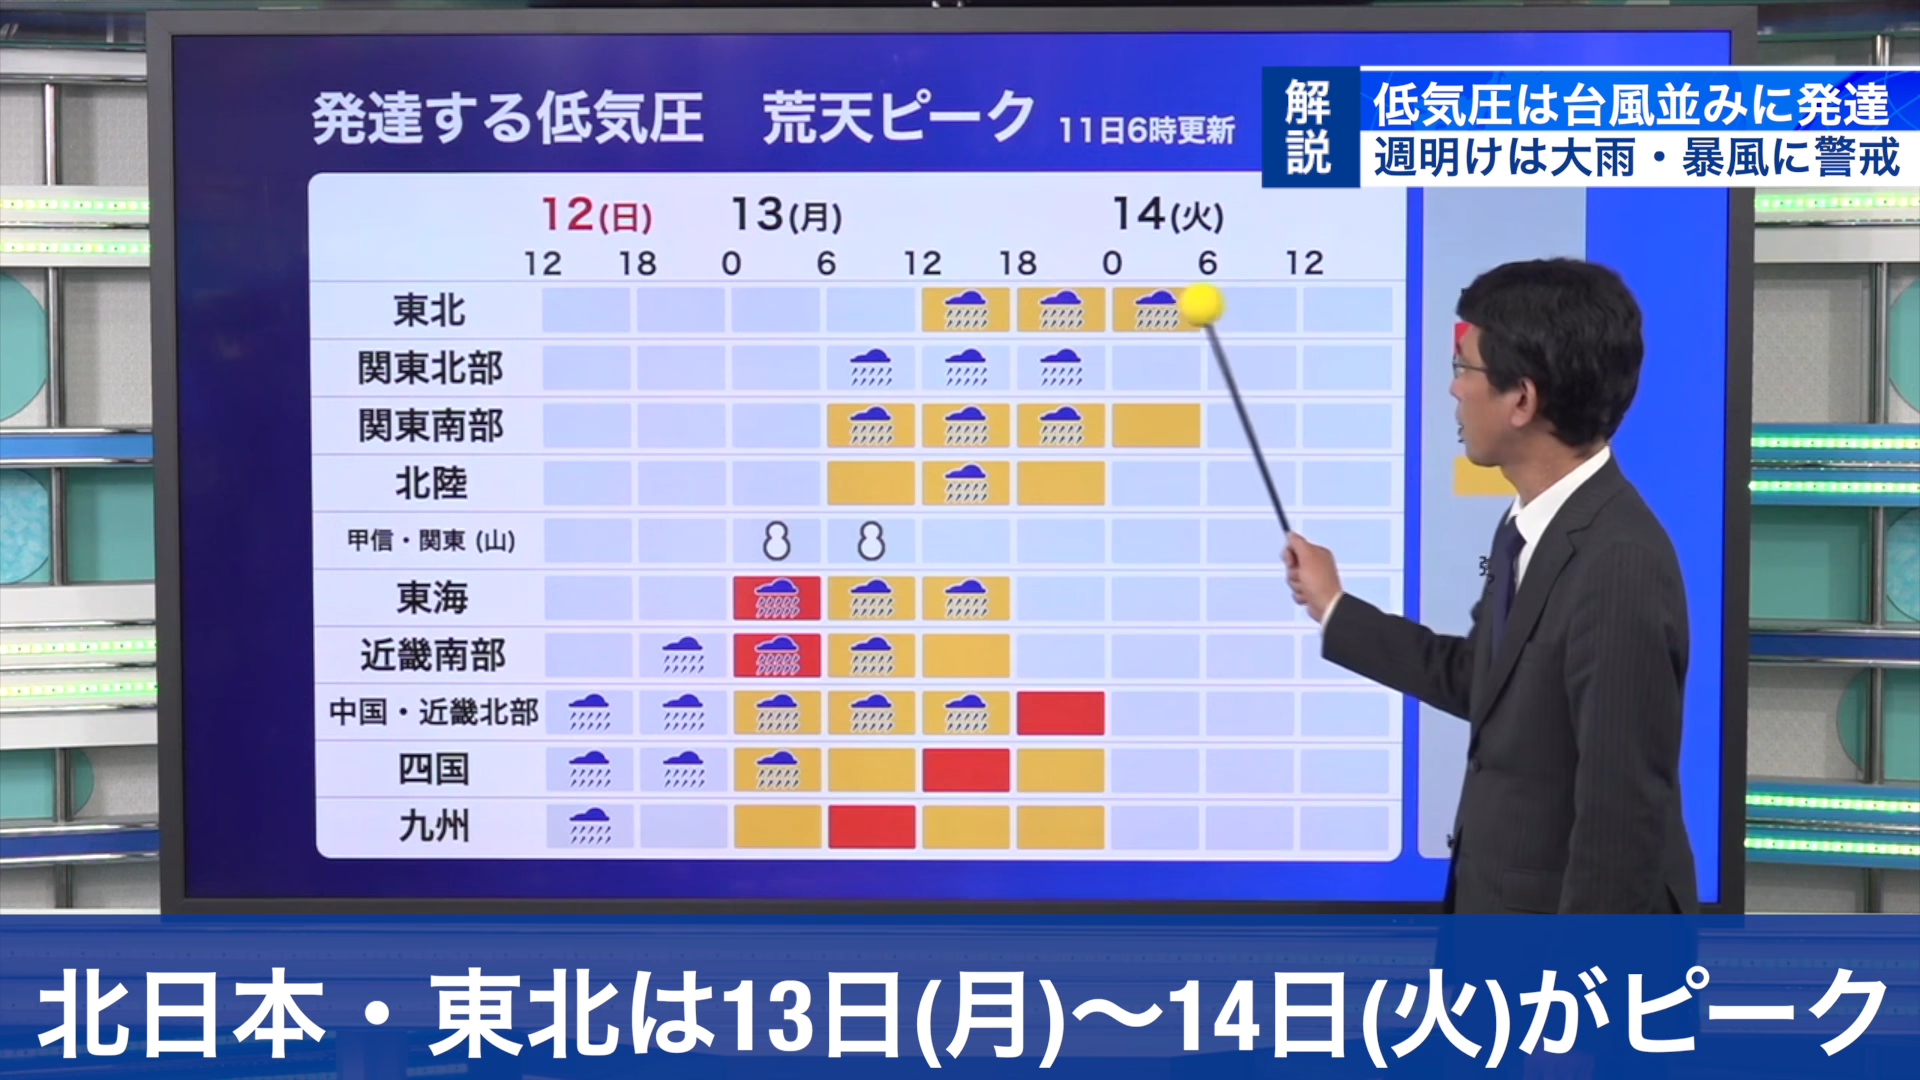 発達する低気圧　荒天ピーク 11日6時更新
解説
低気圧は台風並みに発達
週明けは大雨・暴風に警戒
12(日) 13(月) 14(火)
12 18 0 6 12 18 0 6 12
東北
関東北部
関東南部
北陸
甲信・関東 (山)
東海
近畿南部
中国・近畿北部
四国
九州
北日本・東北は13日(月)～14日(火)がピーク